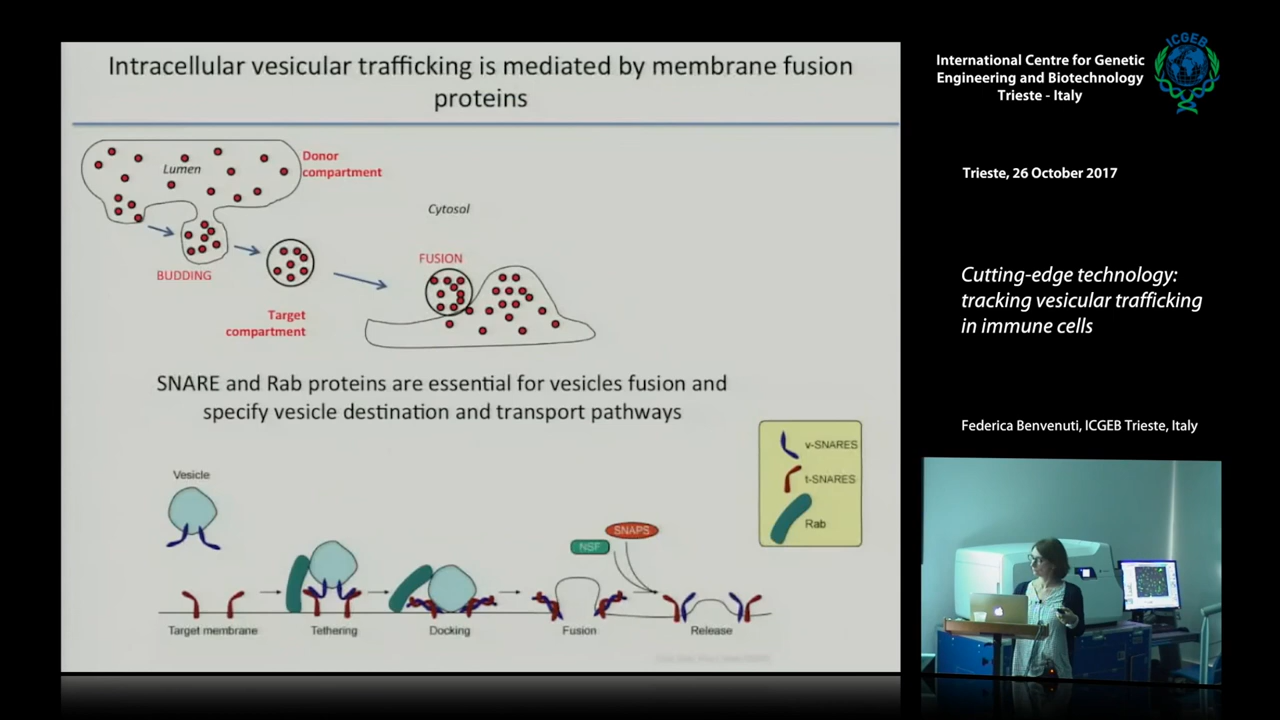 Intracellular vesicular trafficking is mediated by membrane fusion
proteins
Lumen
Donor
compartment
Cytosol
BUDDING
FUSION
Target
compartment
SNARE and Rab proteins are essential for vesicles fusion and
specify vesicle destination and transport pathways
v-SNARES
t-SNARES
Rab
Vesicle
SNAPS
NSF
Target membrane
Tethering
Docking
Fusion
Release
ICGEB
International Centre for Genetic
Engineering and Biotechnology
Trieste - Italy
Trieste, 26 October 2017
Cutting-edge technology:
tracking vesicular trafficking
in immune cells
Federica Benvenuti, ICGEB Trieste, Italy